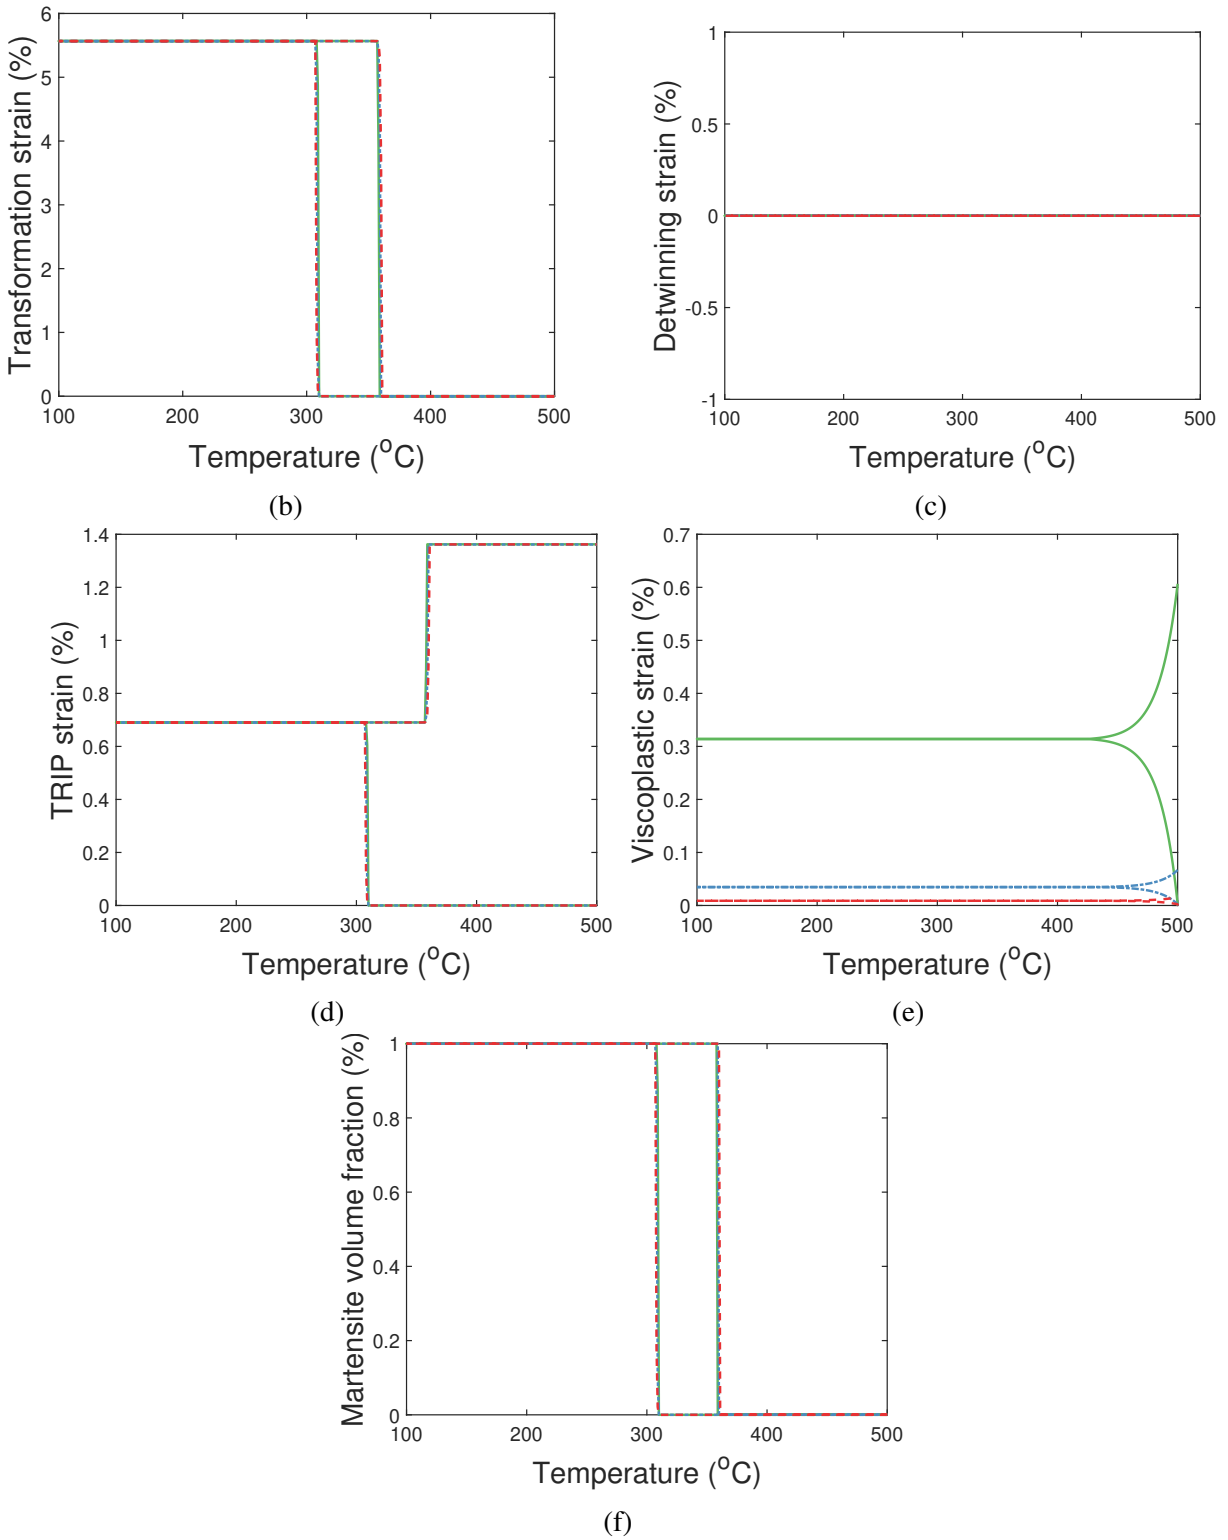 6
5
4
3
2
1
0
100 200 300 400 500
Transformation strain (%)
Temperature (°C)
(b)
1
0.5
0
-0.5
-1
100 200 300 400 500
Detwinning strain (%)
Temperature (°C)
(c)
1.4
1.2
1
0.8
0.6
0.4
0.2
0
100 200 300 400 500
TRIP strain (%)
Temperature (°C)
(d)
0.7
0.6
0.5
0.4
0.3
0.2
0.1
0
100 200 300 400 500
Viscoplastic strain (%)
Temperature (°C)
(e)
1
0.8
0.6
0.4
0.2
0
100 200 300 400 500
Martensite volume fraction (%)
Temperature (°C)
(f)